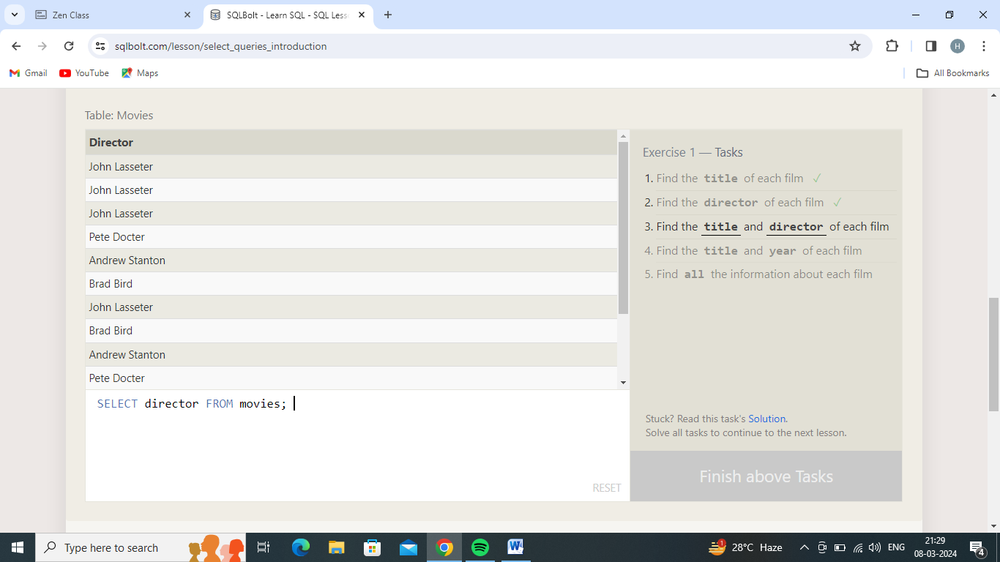 Zen Class
SQLBolt - Learn SQL - SQL Less
sqlbolt.com/lesson/select_queries_introduction
H
Gmail YouTube Maps All Bookmarks
Table: Movies
Director
John Lasseter
John Lasseter
John Lasseter
Pete Docter
Andrew Stanton
Brad Bird
John Lasseter
Brad Bird
Andrew Stanton
Pete Docter
SELECT director FROM movies;
RESET
Exercise 1 — Tasks
1. Find the title of each film ✓
2. Find the director of each film ✓
3. Find the title and director of each film
4. Find the title and year of each film
5. Find all the information about each film
Stuck? Read this task's Solution.
Solve all tasks to continue to the next lesson.
Finish above Tasks
Type here to search
1
28°C Haze
ENG
21:29
08-03-2024
4